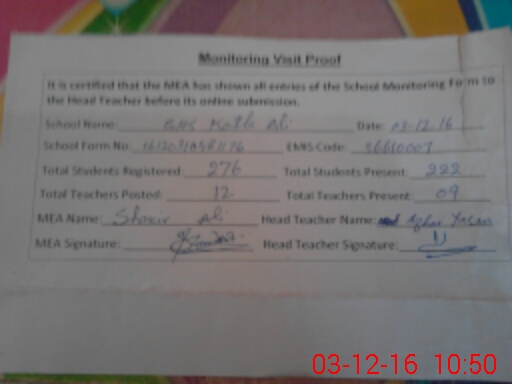 Monitoring Visit Proof
It is certified that the MEA has shown all entries of the School Monitoring Form to
the Head Teacher before its online submission.
School Name: Ali Date: 03-12-16
School Form No EMIS Code:
Total Students Registered: 276 Total Students Present: 222
Total Teachers Posted: 12 Total Teachers Present: 09
MEA Name: Ali Head Teacher Name:
MEA Signature: Head Teacher Signature:
03-12-16 10:50